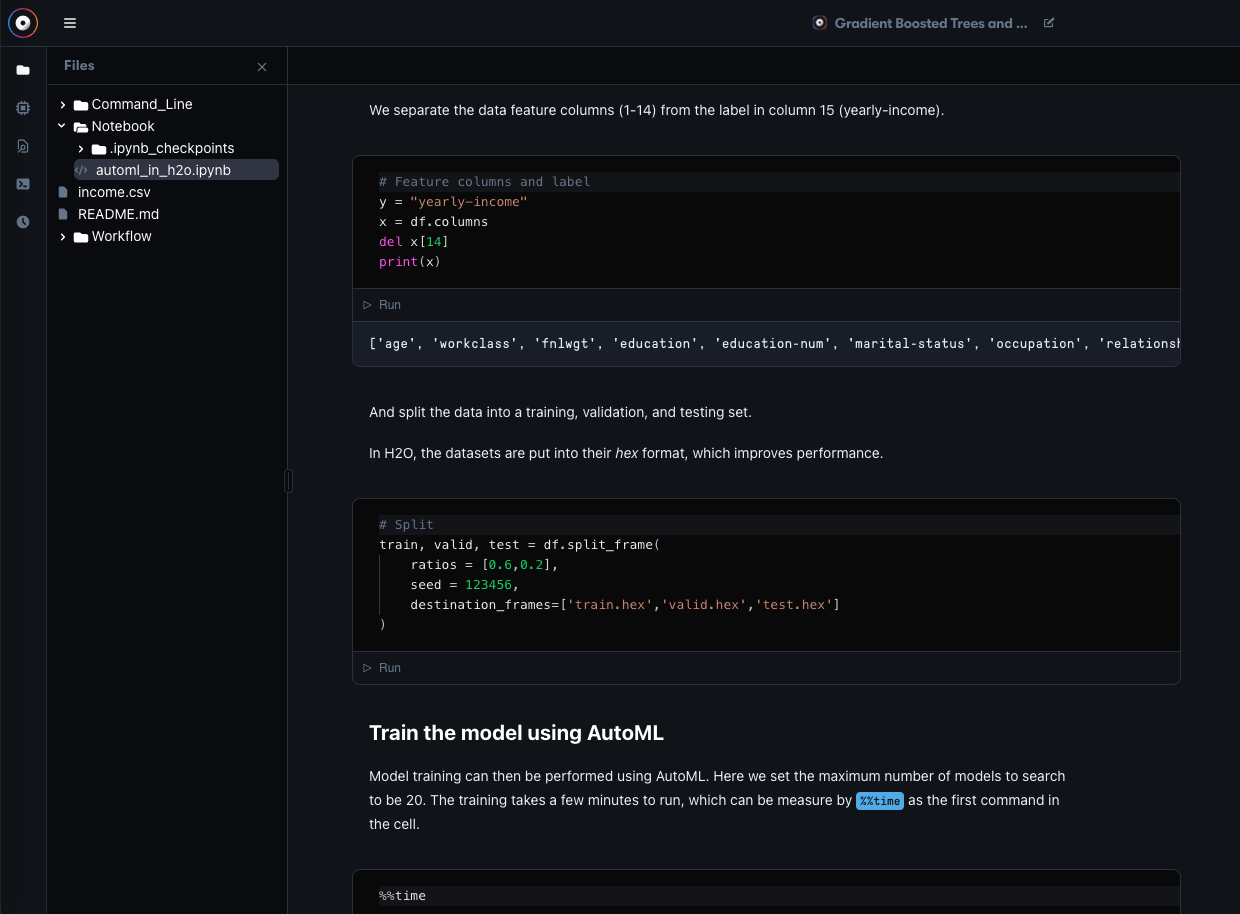 Gradient Boosted Trees and ...
Files
Command_Line
Notebook
.ipynb_checkpoints
automl_in_h2o.ipynb
income.csv
README.md
Workflow
We separate the data feature columns (1-14) from the label in column 15 (yearly-income).
# Feature columns and label
y = "yearly-income"
x = df.columns
del x[14]
print(x)
Run
['age', 'workclass', 'fnlwgt', 'education', 'education-num', 'marital-status', 'occupation', 'relationsh
And split the data into a training, validation, and testing set.
In H2O, the datasets are put into their hex format, which improves performance.
# Split
train, valid, test = df.split_frame(
    ratios = [0.6,0.2],
    seed = 123456,
    destination_frames=['train.hex','valid.hex','test.hex']
)
Run
Train the model using AutoML
Model training can then be performed using AutoML. Here we set the maximum number of models to search
to be 20. The training takes a few minutes to run, which can be measure by %%time as the first command in
the cell.
%%time